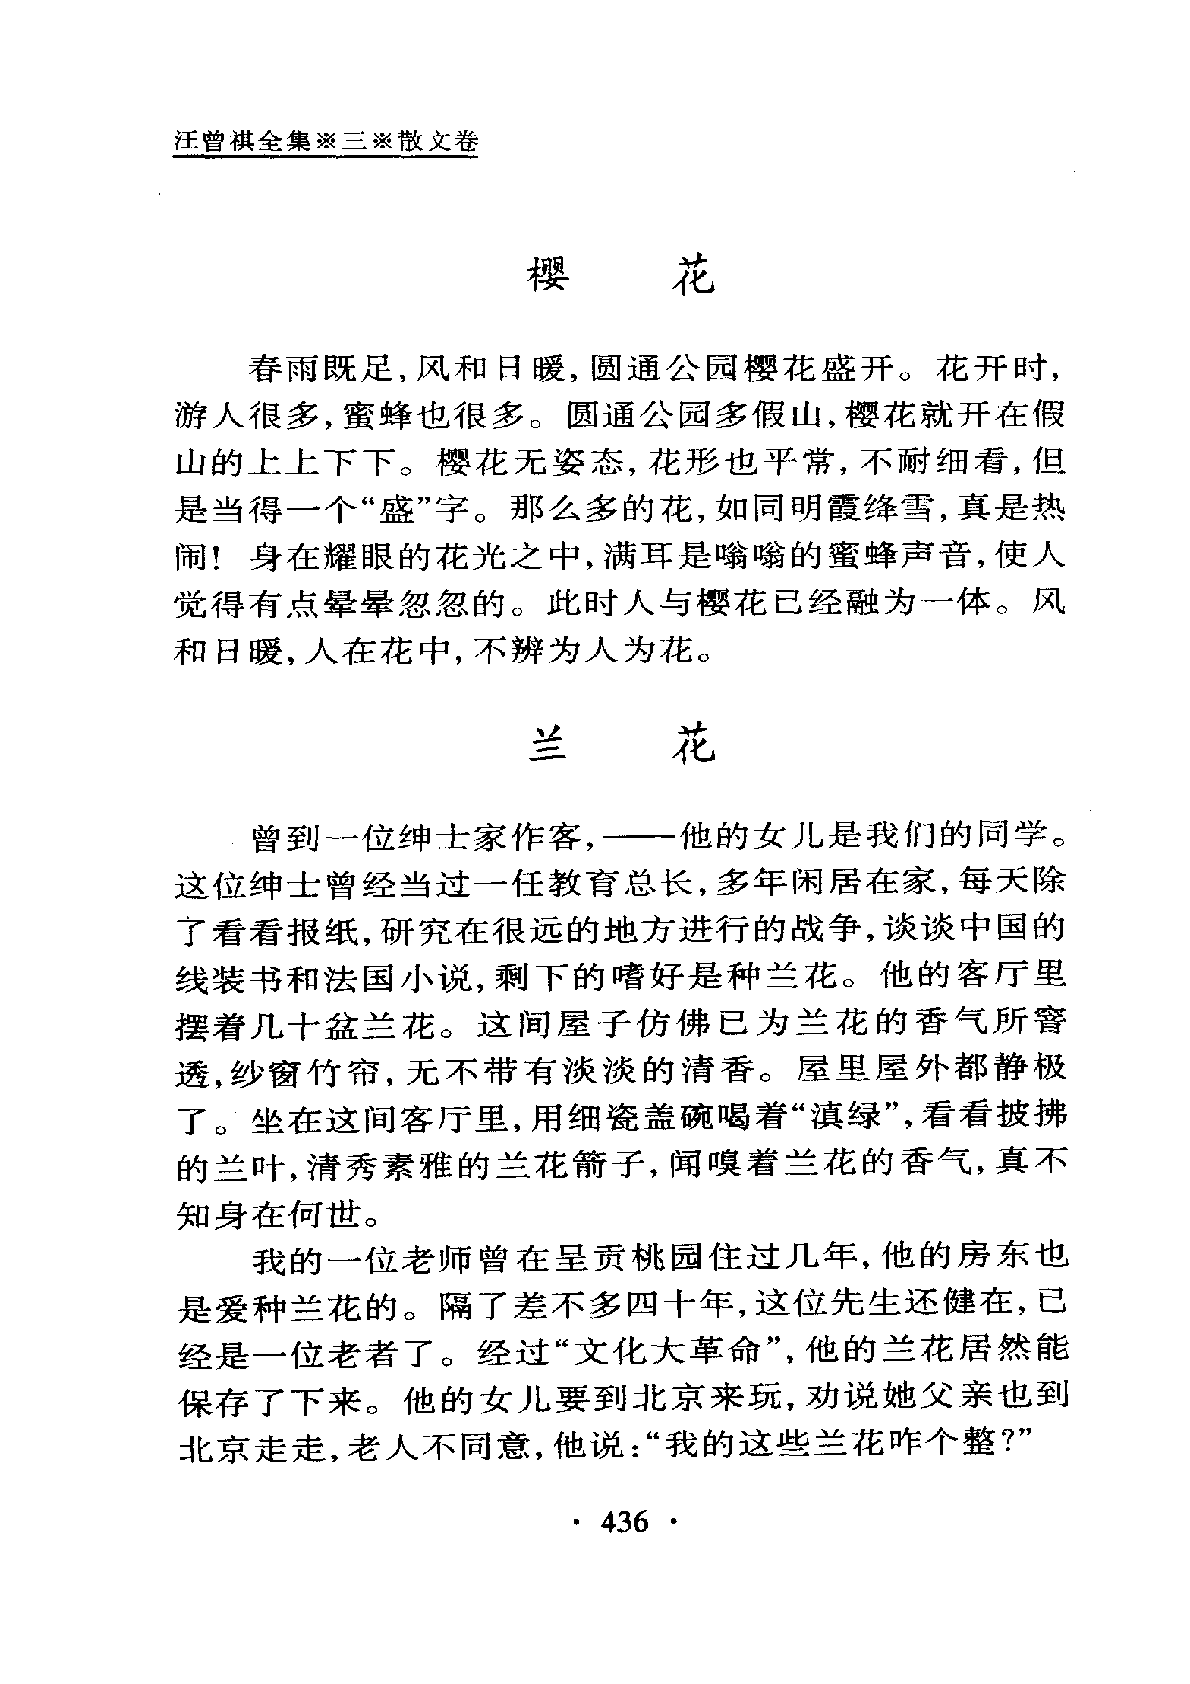 汪曾祺全集※三※散文卷
樱 花
春雨既足,风和日暖,圆通公园樱花盛开。花开时,
游人很多,蜜蜂也很多。圆通公园多假山,樱花就开在假
山的上上下下。樱花无姿态,花形也平常,不耐细看,但
是当得一个“盛”字。那么多的花,如同明霞绛雪,真是热
闹! 身在耀眼的花光之中,满耳是嗡嗡的蜜蜂声音,使人
觉得有点晕晕忽忽的。此时人与樱花已经融为一体。风
和日暖,人在花中,不辨为人为花。
兰 花
曾到一位绅士家作客,——他的女儿是我们的同学。
这位绅士曾经当过一任教育总长,多年闲居在家,每天除
了看看报纸,研究在很远的地方进行的战争,谈谈中国的
线装书和法国小说,剩下的嗜好是种兰花。他的客厅里
摆着几十盆兰花。这间屋子仿佛已为兰花的香气所窨
透,纱窗竹帘,无不带有淡淡的清香。屋里屋外都静极
了。坐在这间客厅里,用细瓷盖碗喝着“滇绿”,看看披拂
的兰叶,清秀素雅的兰花箭子,闻嗅着兰花的香气,真不
知身在何世。
我的一位老师曾在呈贡桃园住过几年,他的房东也
是爱种兰花的。隔了差不多四十年,这位先生还健在,已
经是一位老者了。经过“文化大革命”,他的兰花居然能
保存了下来。他的女儿要到北京来玩,劝说她父亲也到
北京走走,老人不同意,他说:“我的这些兰花咋个整?”
· 436 ·